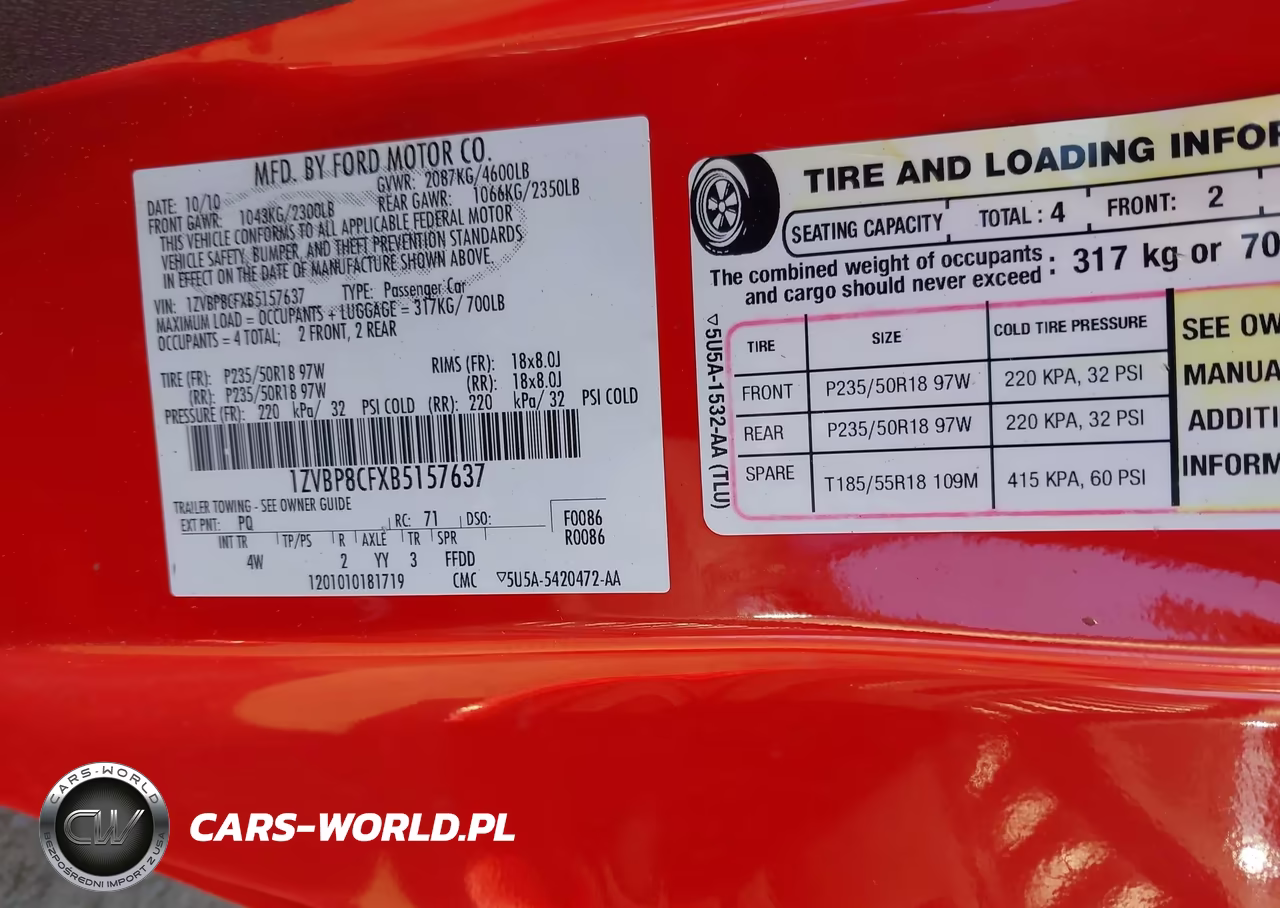 MFD. BY FORD MOTOR CO.
DATE: 10/10 GVWR: 2087KG/4600LB
FRONT GAWR: 1043KG/2300LB REAR GAWR: 1066KG/2350LB
THIS VEHICLE CONFORMS TO ALL APPLICABLE FEDERAL MOTOR
VEHICLE SAFETY, BUMPER, AND THEFT PREVENTION STANDARDS
IN EFFECT ON THE DATE OF MANUFACTURE SHOWN ABOVE.
VIN: 1ZVBP8CFXB5157637 TYPE: Passenger Car
MAXIMUM LOAD = OCCUPANTS + LUGGAGE = 317KG/ 700LB
OCCUPANTS = 4 TOTAL; 2 FRONT, 2 REAR
TIRE (FR): P235/50R18 97W RIMS (FR): 18x8.0J
(RR): P235/50R18 97W (RR): 18x8.0J
PRESSURE (FR): 220 kPa/ 32 PSI COLD (RR): 220 kPa/ 32 PSI COLD
1ZVBP8CFXB5157637
TRAILER TOWING - SEE OWNER GUIDE
EXT PNT: PQ RC: 71 DSO: F0086
INT TR TP/PS R AXLE TR SPR R0086
4W 2 YY 3 FFDD
1201010181719 CMC ▽5U5A-5420472-AA
TIRE AND LOADING INFOR
SEATING CAPACITY TOTAL : 4 FRONT: 2
The combined weight of occupants
and cargo should never exceed : 317 kg or 70
▽5U5A-1532-AA (TLU)
TIRE SIZE COLD TIRE PRESSURE
FRONT P235/50R18 97W 220 KPA, 32 PSI
REAR P235/50R18 97W 220 KPA, 32 PSI
SPARE T185/55R18 109M 415 KPA, 60 PSI
SEE OW
MANUA
ADDITI
INFORM
CARS-WORLD
CW
BEZPOŚREDNI IMPORT Z USA
CARS-WORLD.PL